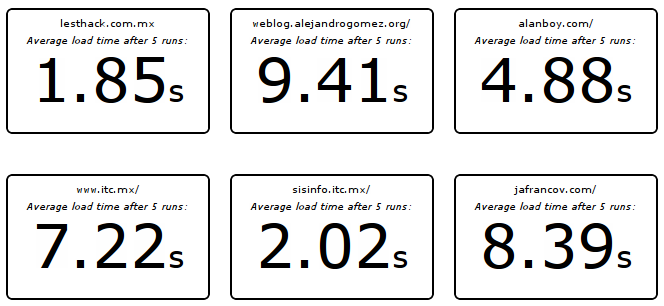 lesthack.com.mx
Average load time after 5 runs:
1.85s
weblog.alejandrogomez.org/
Average load time after 5 runs:
9.41s
alanboy.com/
Average load time after 5 runs:
4.88s
www.itc.mx/
Average load time after 5 runs:
7.22s
sisinfo.itc.mx/
Average load time after 5 runs:
2.02s
jafrancov.com/
Average load time after 5 runs:
8.39s